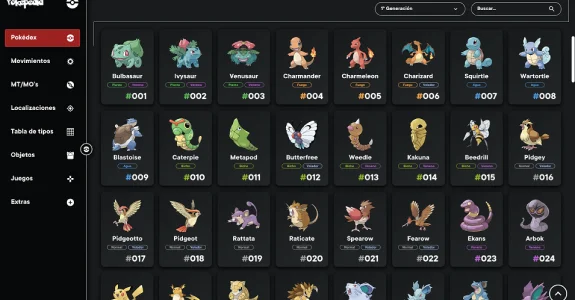 Pokédex
Movimientos
MT/MO's
Localizaciones
Tabla de tipos
Objetos
Juegos
Extras
1ª Generación
Buscar...
Bulbasaur
Planta Veneno
#001
Ivysaur
Planta Veneno
#002
Venusaur
Planta Veneno
#003
Charmander
Fuego
#004
Charmeleon
Fuego
#005
Charizard
Fuego Volador
#006
Squirtle
Agua
#007
Wartortle
Agua
#008
Blastoise
Agua
#009
Caterpie
Bicho
#010
Metapod
Bicho
#011
Butterfree
Bicho Volador
#012
Weedle
Bicho Veneno
#013
Kakuna
Bicho Veneno
#014
Beedrill
Bicho Veneno
#015
Pidgey
Normal Volador
#016
Pidgeotto
Normal Volador
#017
Pidgeot
Normal Volador
#018
Rattata
Normal
#019
Raticate
Normal
#020
Spearow
Normal Volador
#021
Fearow
Normal Volador
#022
Ekans
Veneno
#023
Arbok
Veneno
#024